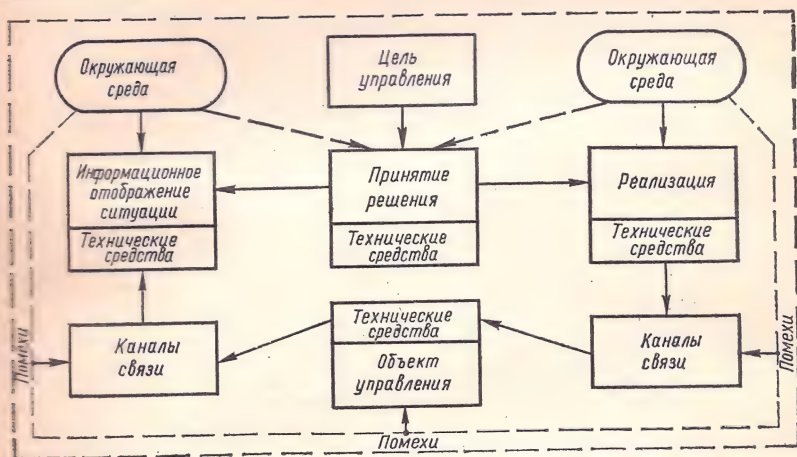 Окружающая
среда
Цель
управления
Окружающая
среда
Информационное
отображение
ситуации
Технические
средства
Принятие
решения
Технические
средства
Реализация
Технические
средства
Каналы
связи
Технические
средства
Объект
управления
Каналы
связи
Помехи
Помехи
Помехи